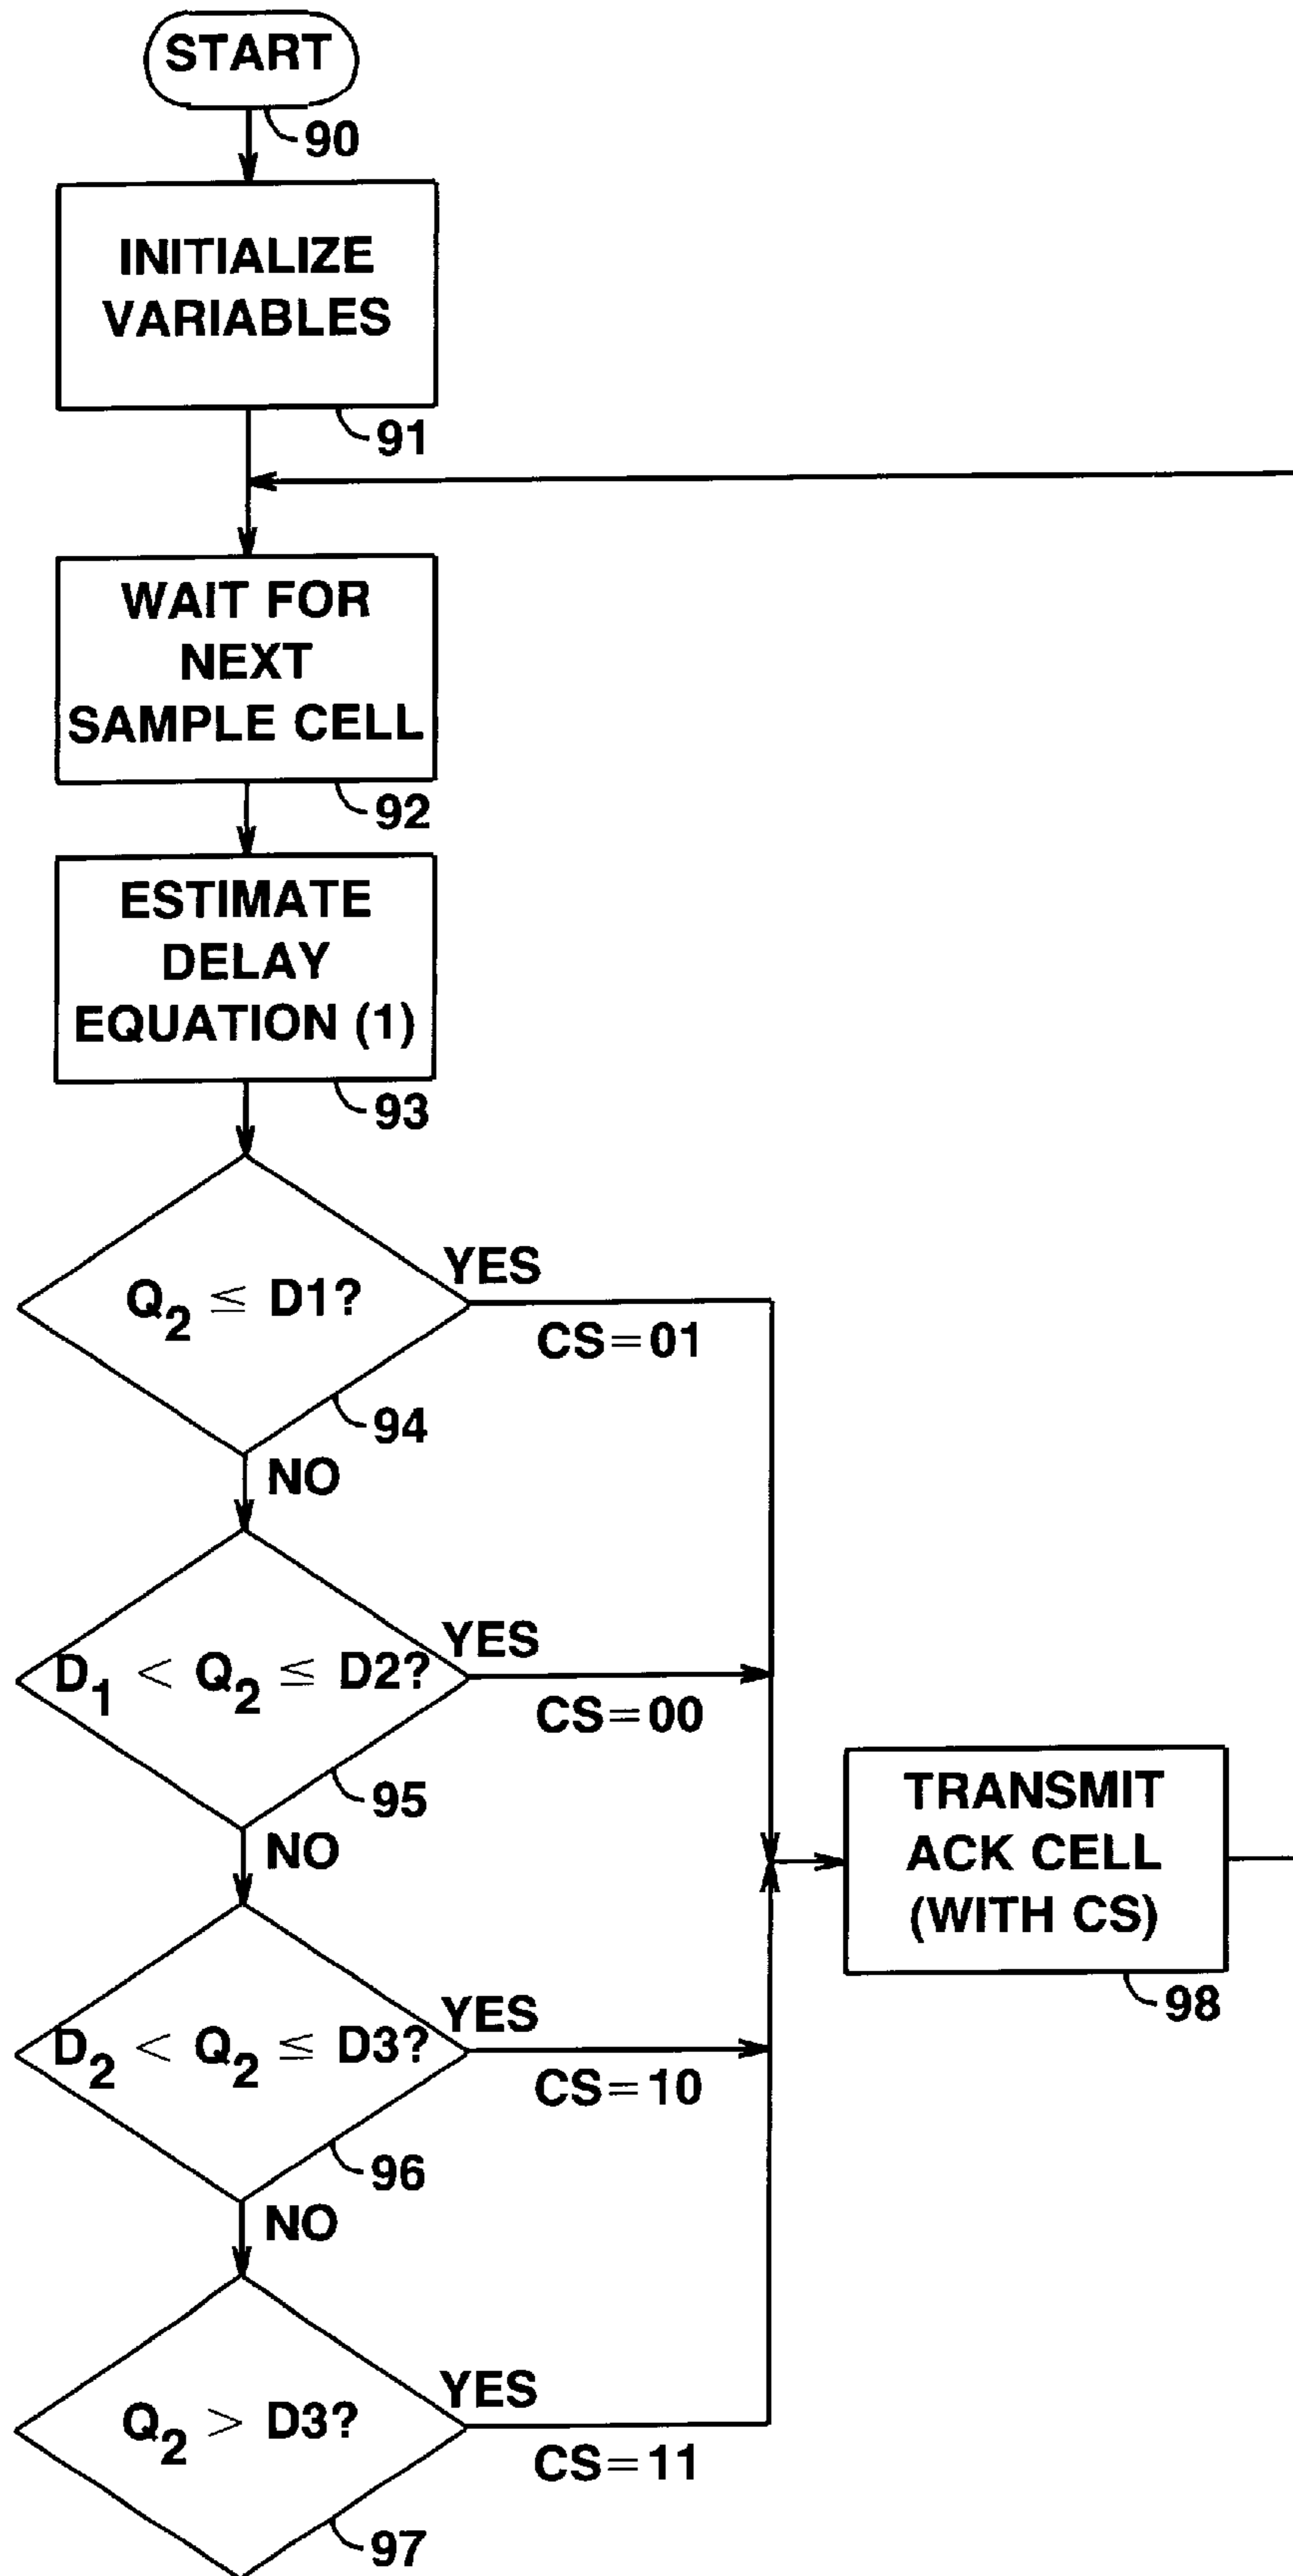 START
90
INITIALIZE
VARIABLES
91
WAIT FOR
NEXT
SAMPLE CELL
92
ESTIMATE
DELAY
EQUATION (1)
93
Q2 ≤ D1?
YES
CS=01
94
NO
D1 < Q2 ≤ D2?
YES
CS=00
95
NO
TRANSMIT
ACK CELL
(WITH CS)
98
D2 < Q2 ≤ D3?
YES
CS=10
96
NO
Q2 > D3?
YES
CS=11
97